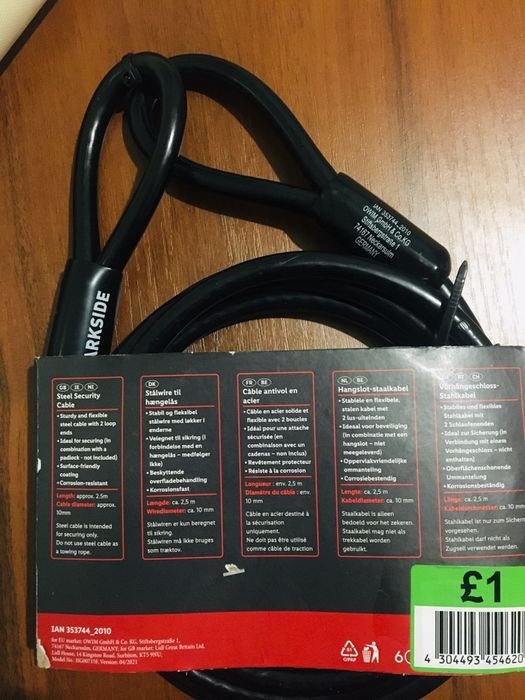 IAN 353744_2010
OWIM GmbH & Co.KG
Stiftsbergstraße 1
74167 Neckarsulm
GERMANY
ARKSIDE
GB IE NI
Steel Security
Cable
• Sturdy and flexible
steel cable with 2 loop
ends
• Ideal for securing (in
combination with a
padlock - not included)
• Surface-friendly
coating
• Corrosion-resistant
Length: approx. 2,5m
Cable diameter: approx.
10mm
Steel cable is intended
for securing only.
Do not use steel cable as
a towing rope.
DK
Stålwire til
hængelås
• Stabil og fleksibel
stålwire med løkker i
enderne
• Velegnet til sikring (i
forbindelse med en
hængelås – medfølger
ikke)
• Beskyttende
overfladebehandling
• Korrosionsfast
Længde: ca. 2,5 m
Wirediameter: ca. 10 mm
Stålwiren er kun beregnet
til sikring.
Stålwiren må ikke bruges
som træktov.
FR BE
Câble antivol en
acier
• Câble en acier solide et
flexible avec 2 boucles
• Idéal pour une attache
sécurisée (en
combinaison avec un
cadenas – non inclus)
• Revêtement protecteur
• Résiste à la corrosion
Longueur : env. 2,5 m
Diamètre du câble : env.
10 mm
Câble en acier destiné à
la sécurisation
uniquement.
Ne doit pas être utilisé
comme câble de traction
NL BE
Hangslot-staalkabel
• Stabiele en flexibele,
stalen kabel met
2 lus-uiteinden
• Ideaal voor beveiliging
(in combinatie met een
hangslot – niet
meegeleverd)
• Oppervlakvriendelijke
ommanteling
• Corrosiebestendig
Lengte: ca. 2,5 m
Kabeldiameter: ca. 10 mm
Staalkabel is alleen
bedoeld voor het zekeren.
Staalkabel mag niet als
trekkabel worden
gebruikt.
AT CH
Vorhängeschloss-
Stahlkabel
• Stabiles und flexibles
Stahlkabel mit
2 Schlaufenenden
• Ideal zur Sicherung (in
Verbindung mit einem
Vorhängeschloss – nicht
enthalten)
• Oberflächenschonende
Ummantelung
• Korrosionsbeständig
Länge: ca. 2,5 m
Kabeldurchmesser: ca. 10 mm
Stahlkabel ist nur zum Sichern
vorgesehen.
Stahlkabel darf nicht als
Zugseil verwendet werden.
£1
4 304493 454620
IAN 353744_2010
for EU market: OWIM GmbH & Co. KG, Stiftsbergstraße 1,
74167 Neckarsulm, GERMANY, for GB market: Lidl Great Britain Ltd.
Lidl House, 14 Kingston Road, Surbiton, KT5 9NU,
Model No.: HG00735E Version: 04/2021
C/PAP